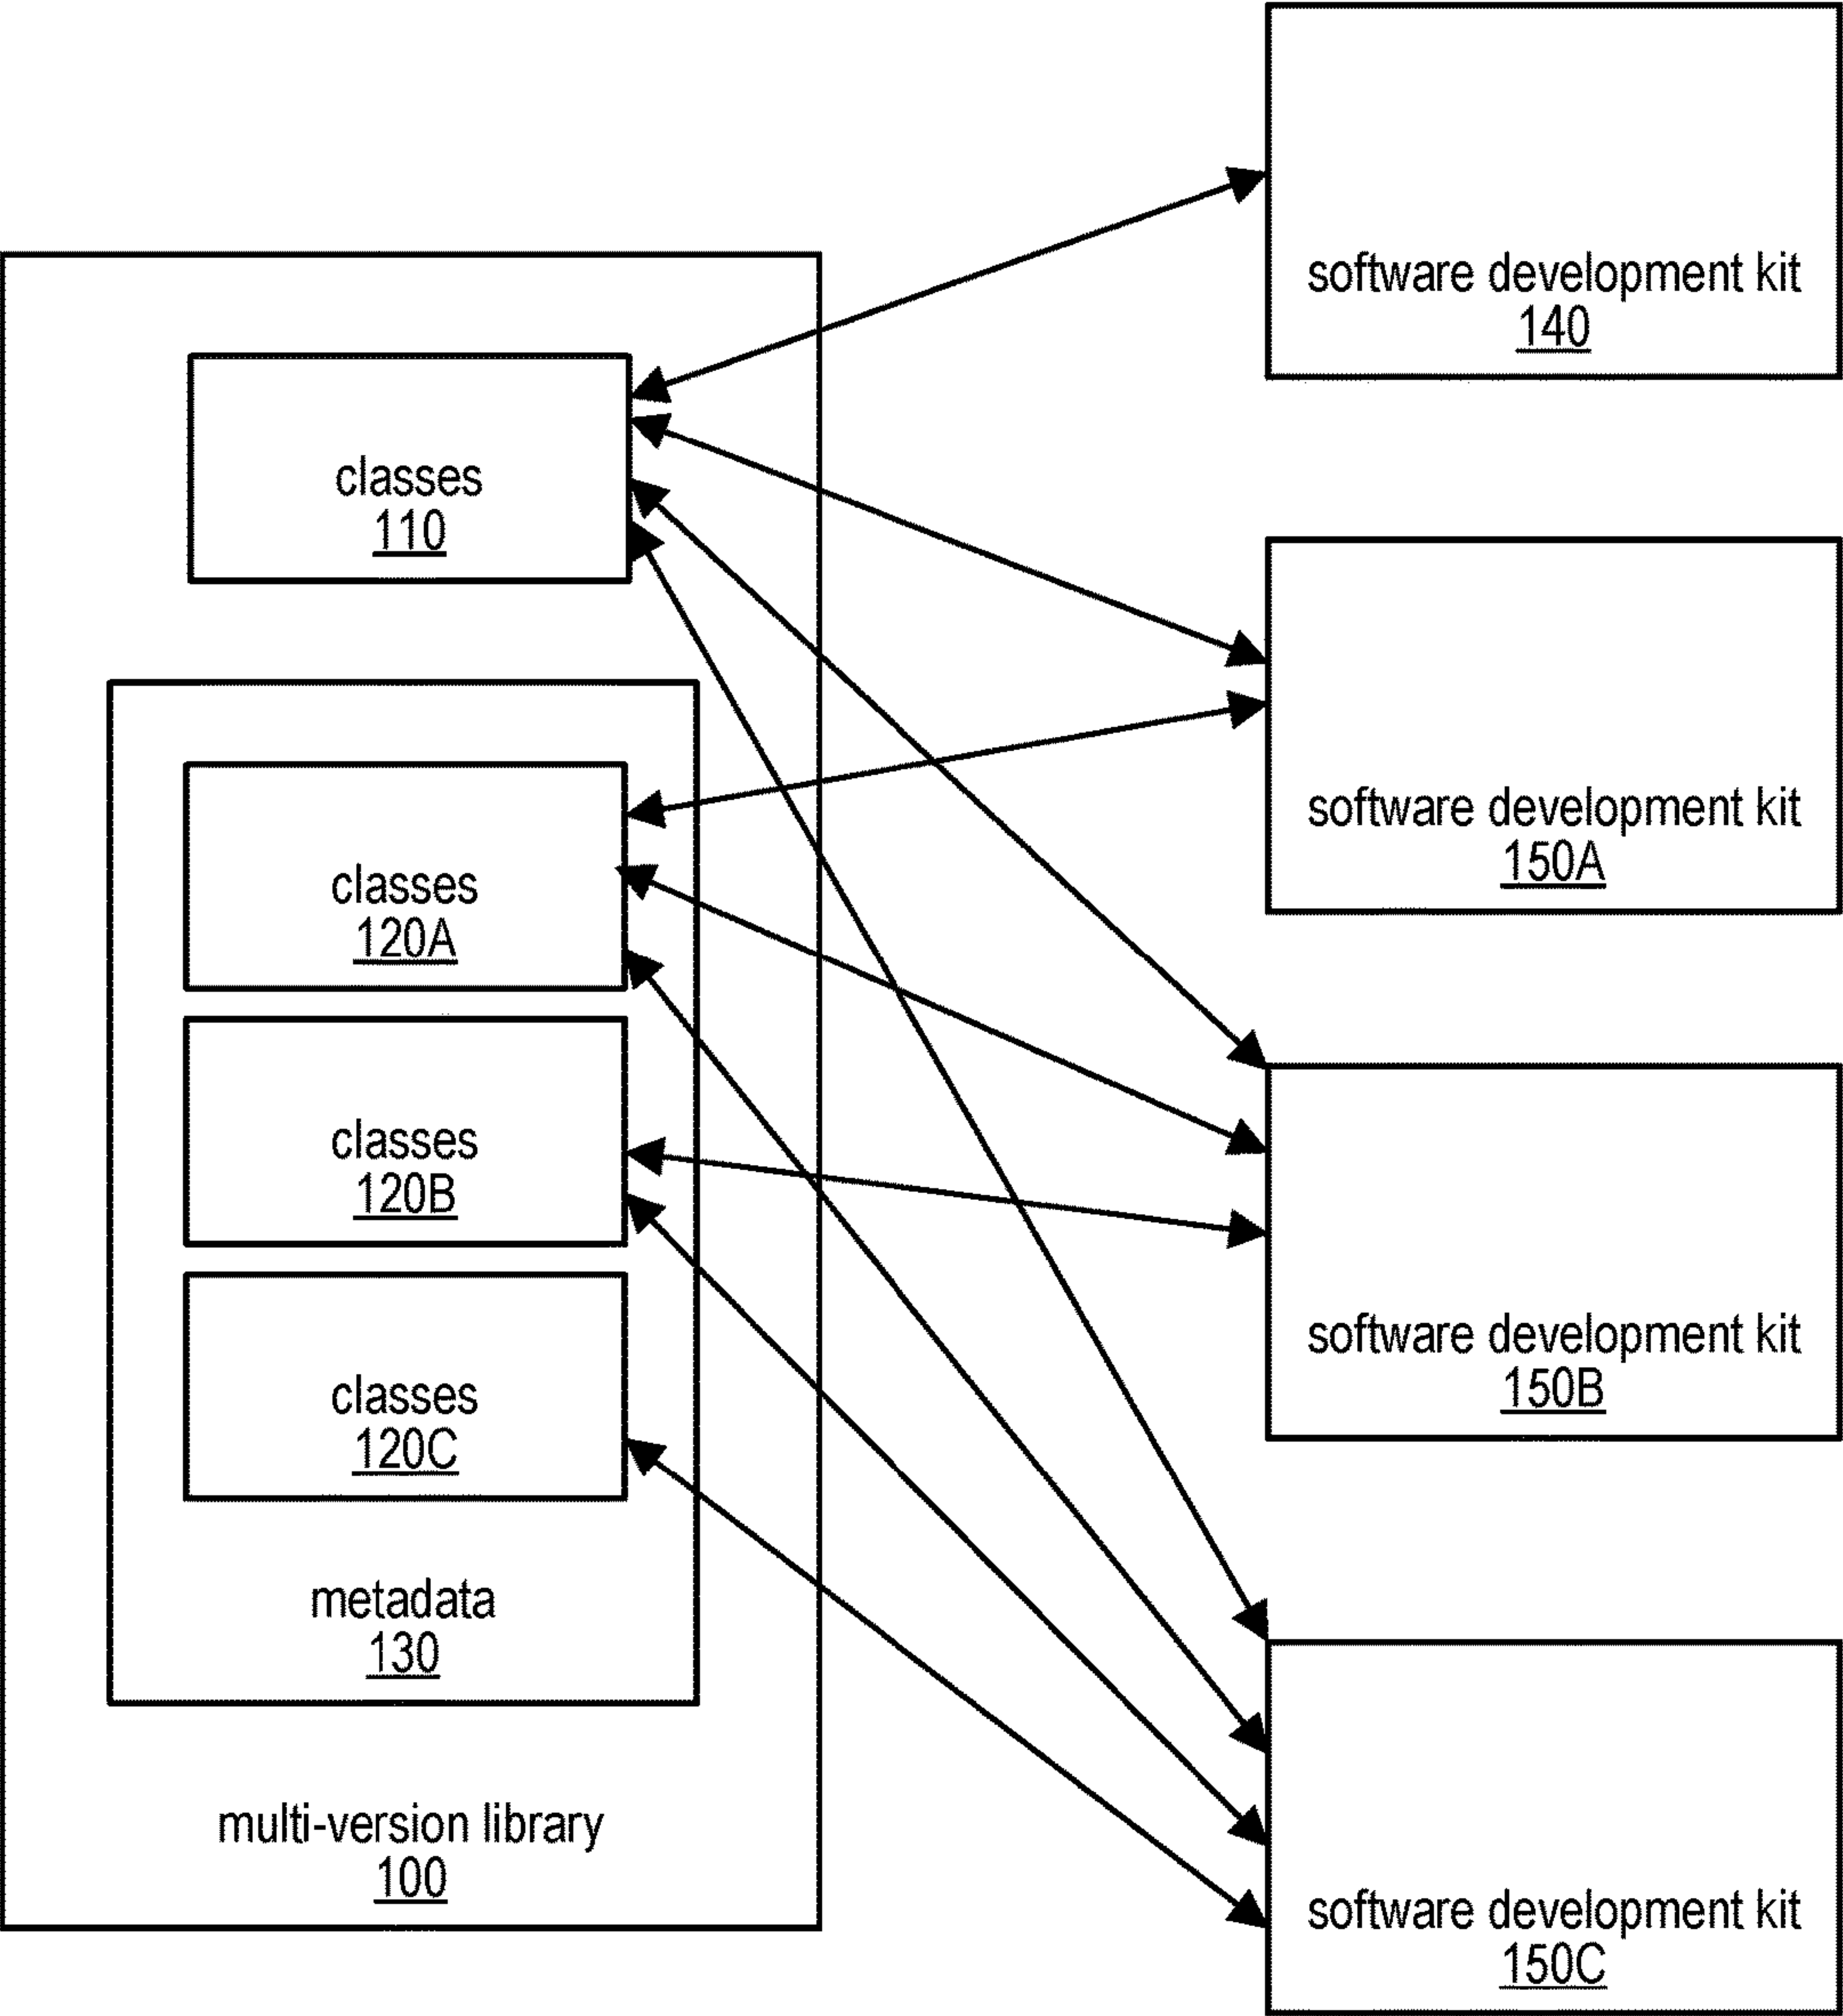 classes
110
classes
120A
classes
120B
classes
120C
metadata
130
multi-version library
100
software development kit
140
software development kit
150A
software development kit
150B
software development kit
150C